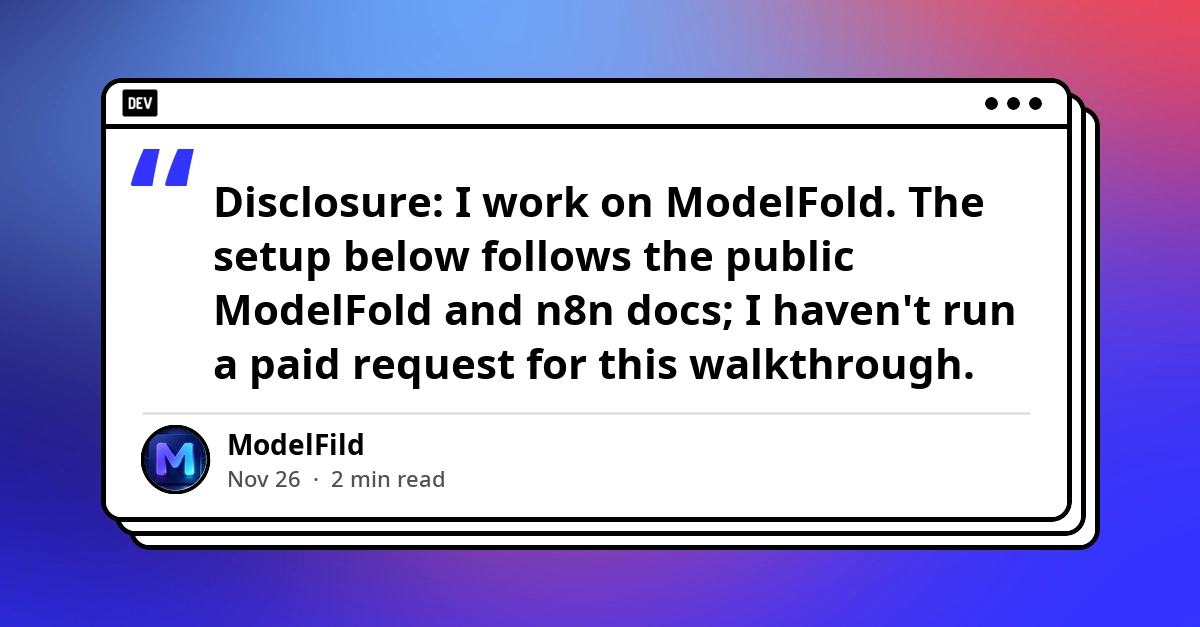 DEV
“
Disclosure: I work on ModelFold. The
setup below follows the public
ModelFold and n8n docs; I haven't run
a paid request for this walkthrough.
M
ModelFild
Nov 26 · 2 min read